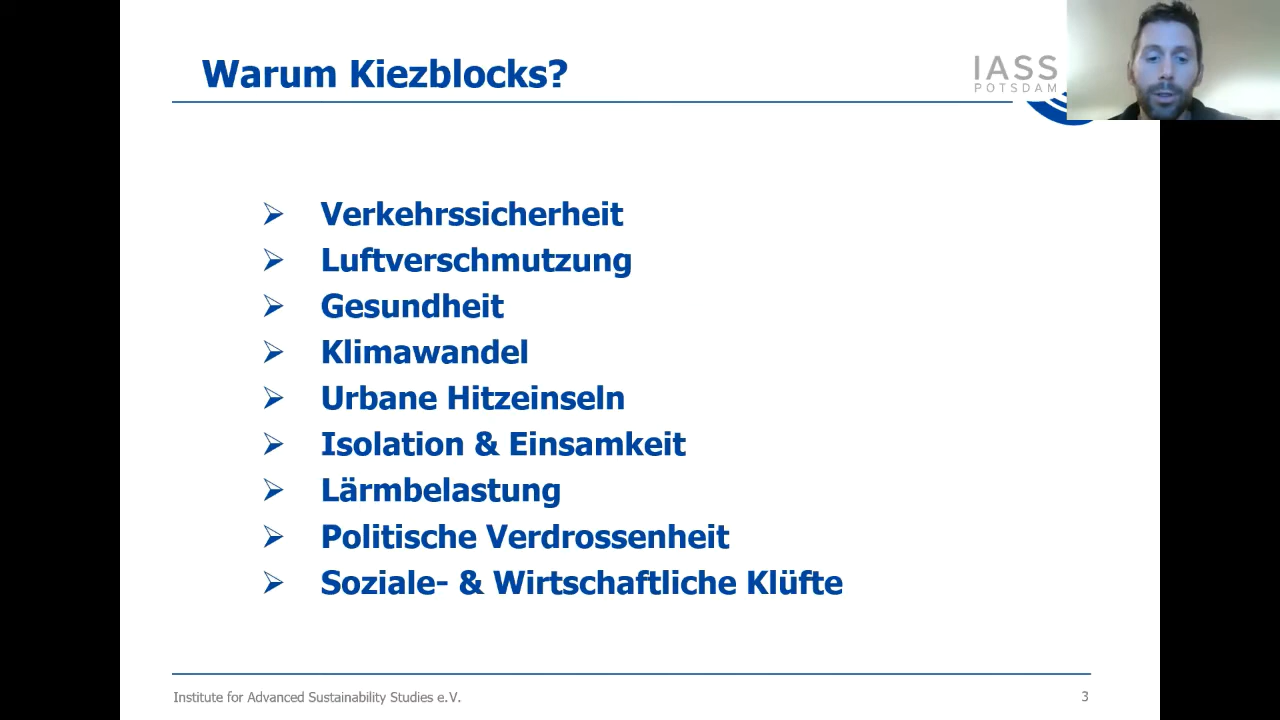 Warum Kiezblocks?
IASS
POTSDAM
Verkehrssicherheit
Luftverschmutzung
Gesundheit
Klimawandel
Urbane Hitzeinseln
Isolation & Einsamkeit
Lärmbelastung
Politische Verdrossenheit
Soziale- & Wirtschaftliche Klüfte
Institute for Advanced Sustainability Studies e.V.
3